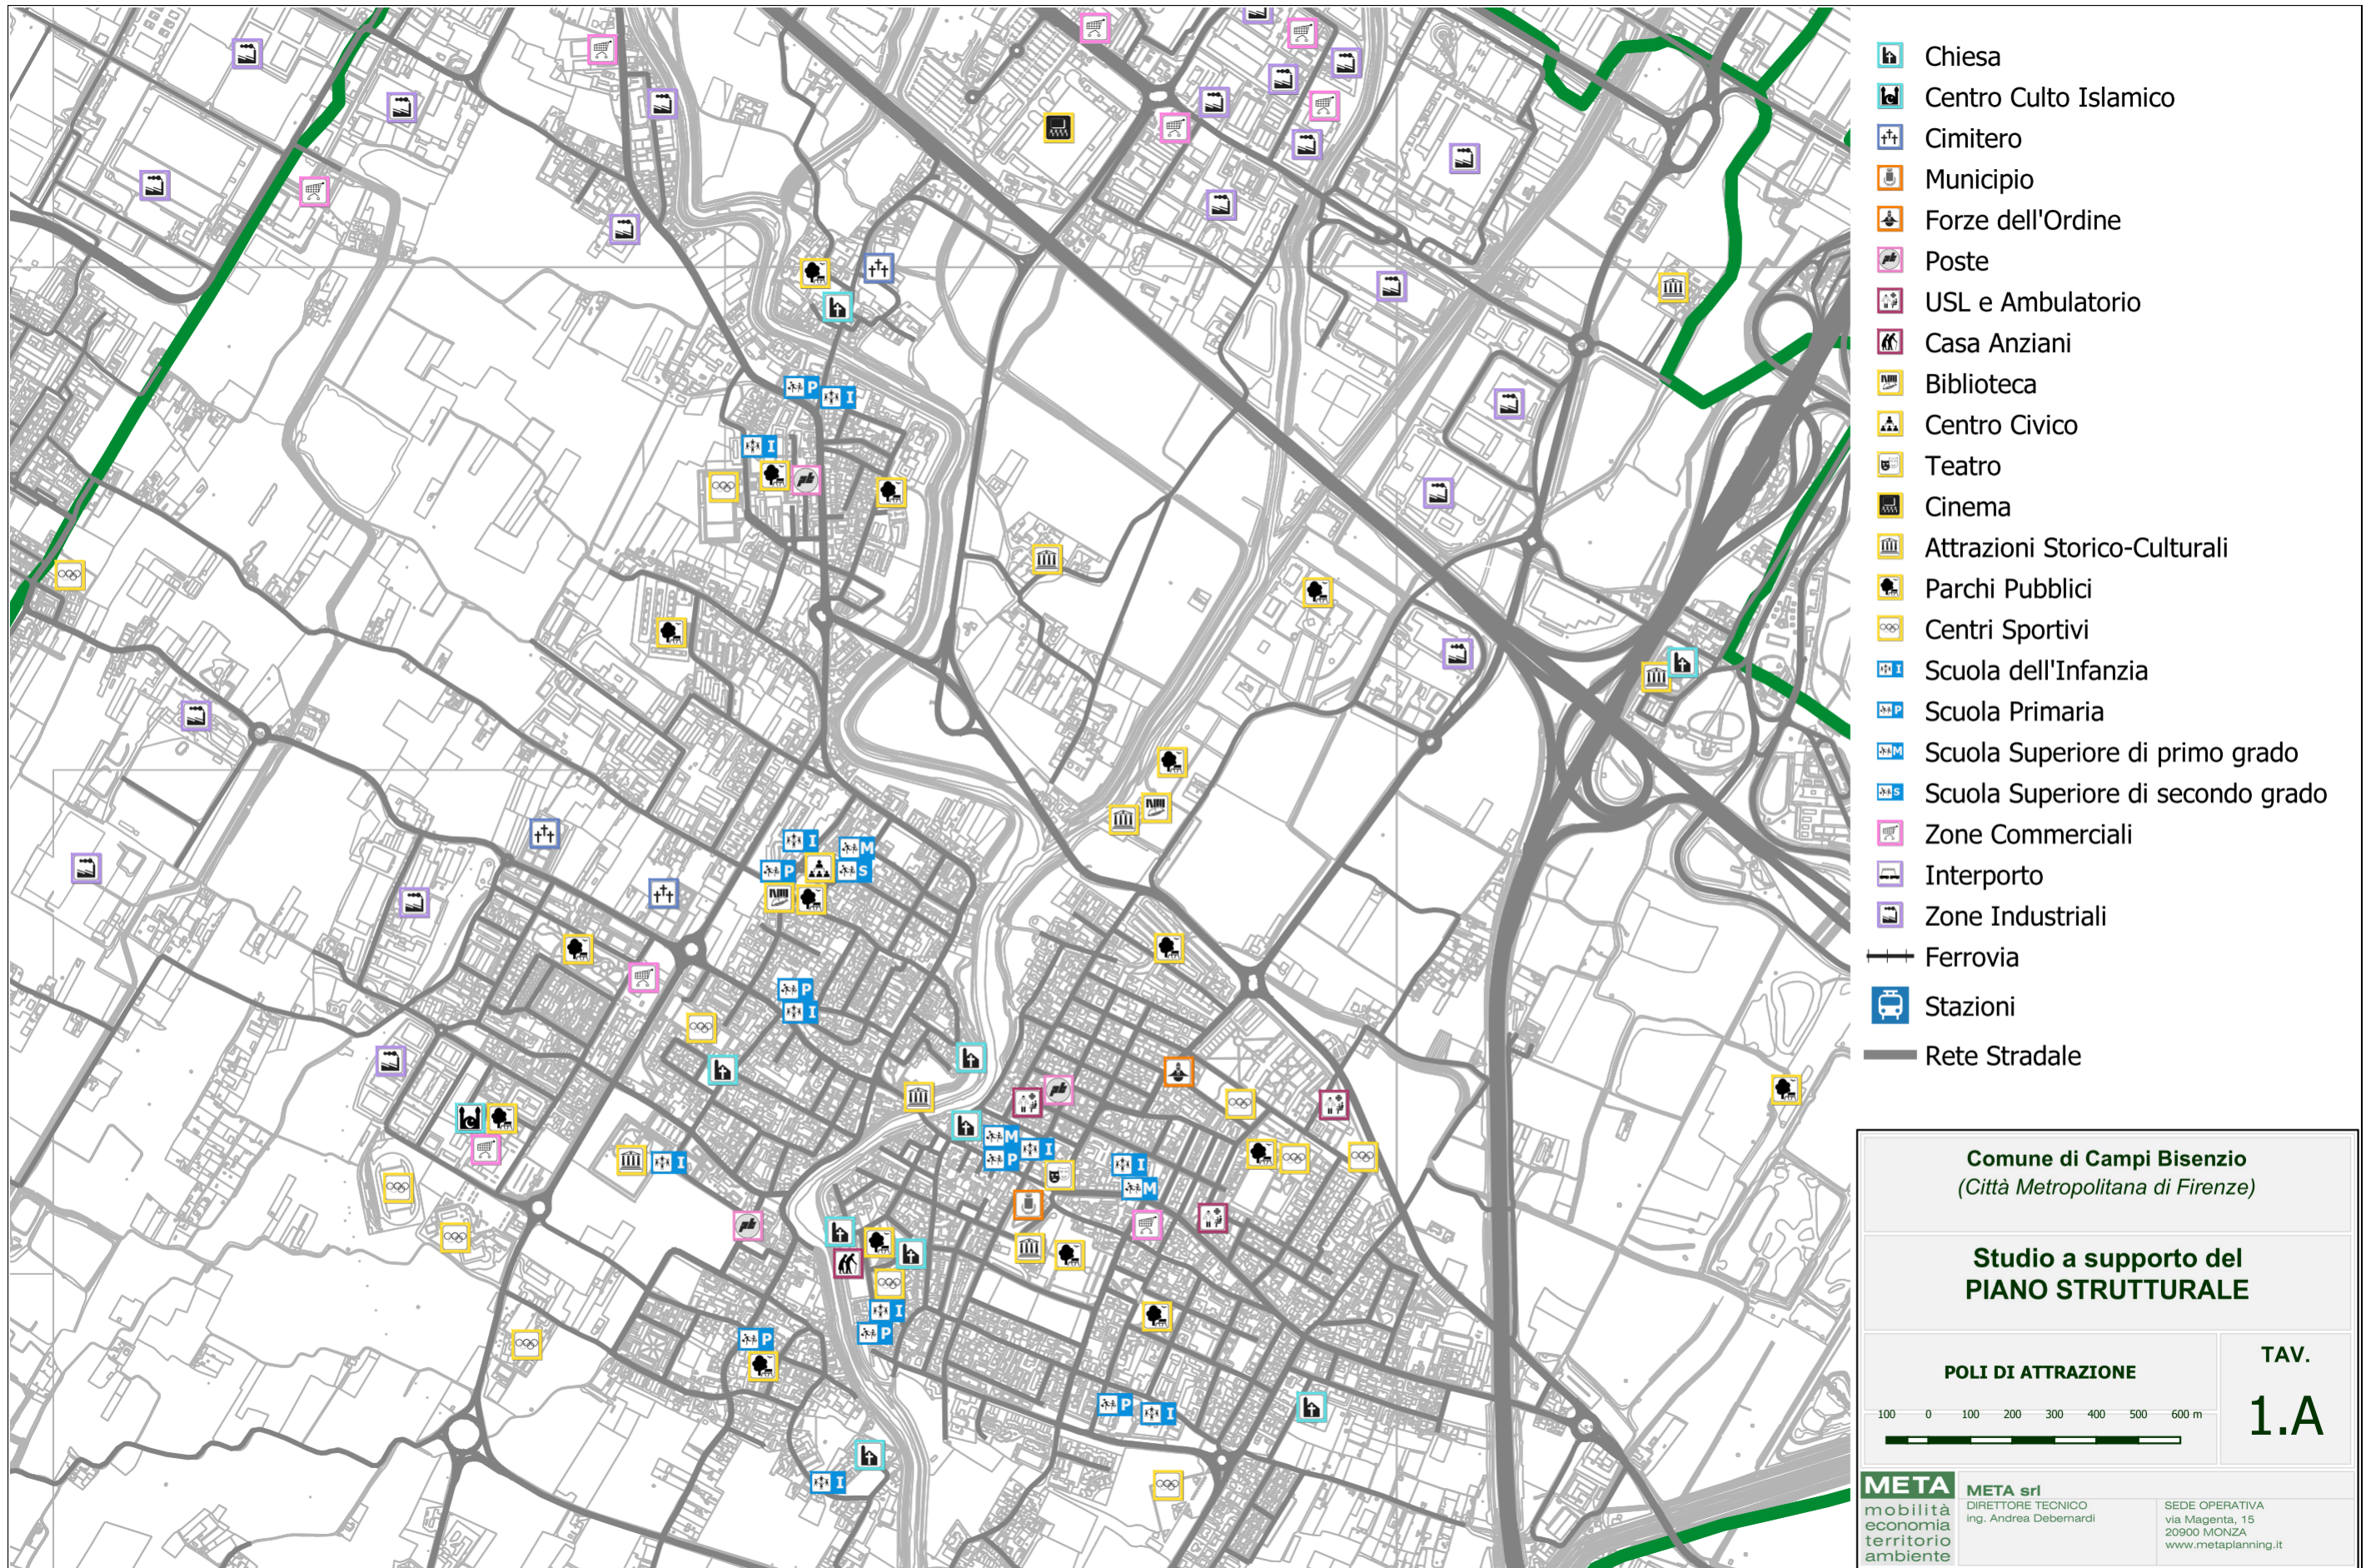 Chiesa
Centro Culto Islamico
Cimitero
Municipio
Forze dell'Ordine
Poste
USL e Ambulatorio
Casa Anziani
Biblioteca
Centro Civico
Teatro
Cinema
Attrazioni Storico-Culturali
Parchi Pubblici
Centri Sportivi
Scuola dell'Infanzia
Scuola Primaria
Scuola Superiore di primo grado
Scuola Superiore di secondo grado
Zone Commerciali
Interporto
Zone Industriali
Ferrovia
Stazioni
Rete Stradale
Comune di Campi Bisenzio
(Città Metropolitana di Firenze)
Studio a supporto del
PIANO STRUTTURALE
POLI DI ATTRAZIONE
TAV.
1.A
100 0 100 200 300 400 500 600 m
META
mobilità
economia
territorio
ambiente
META srl
DIRETTORE TECNICO
ing. Andrea Debernardi
SEDE OPERATIVA
via Magenta, 15
20900 MONZA
www.metaplanning.it